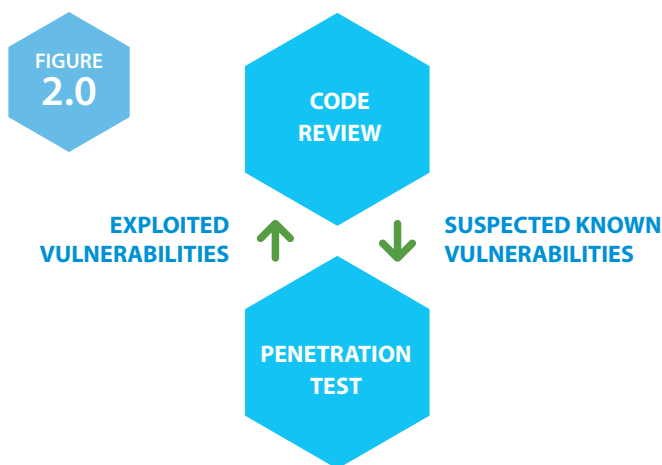 FIGURE
2.0
CODE
REVIEW
EXPLOITED
VULNERABILITIES
SUSPECTED KNOWN
VULNERABILITIES
PENETRATION
TEST